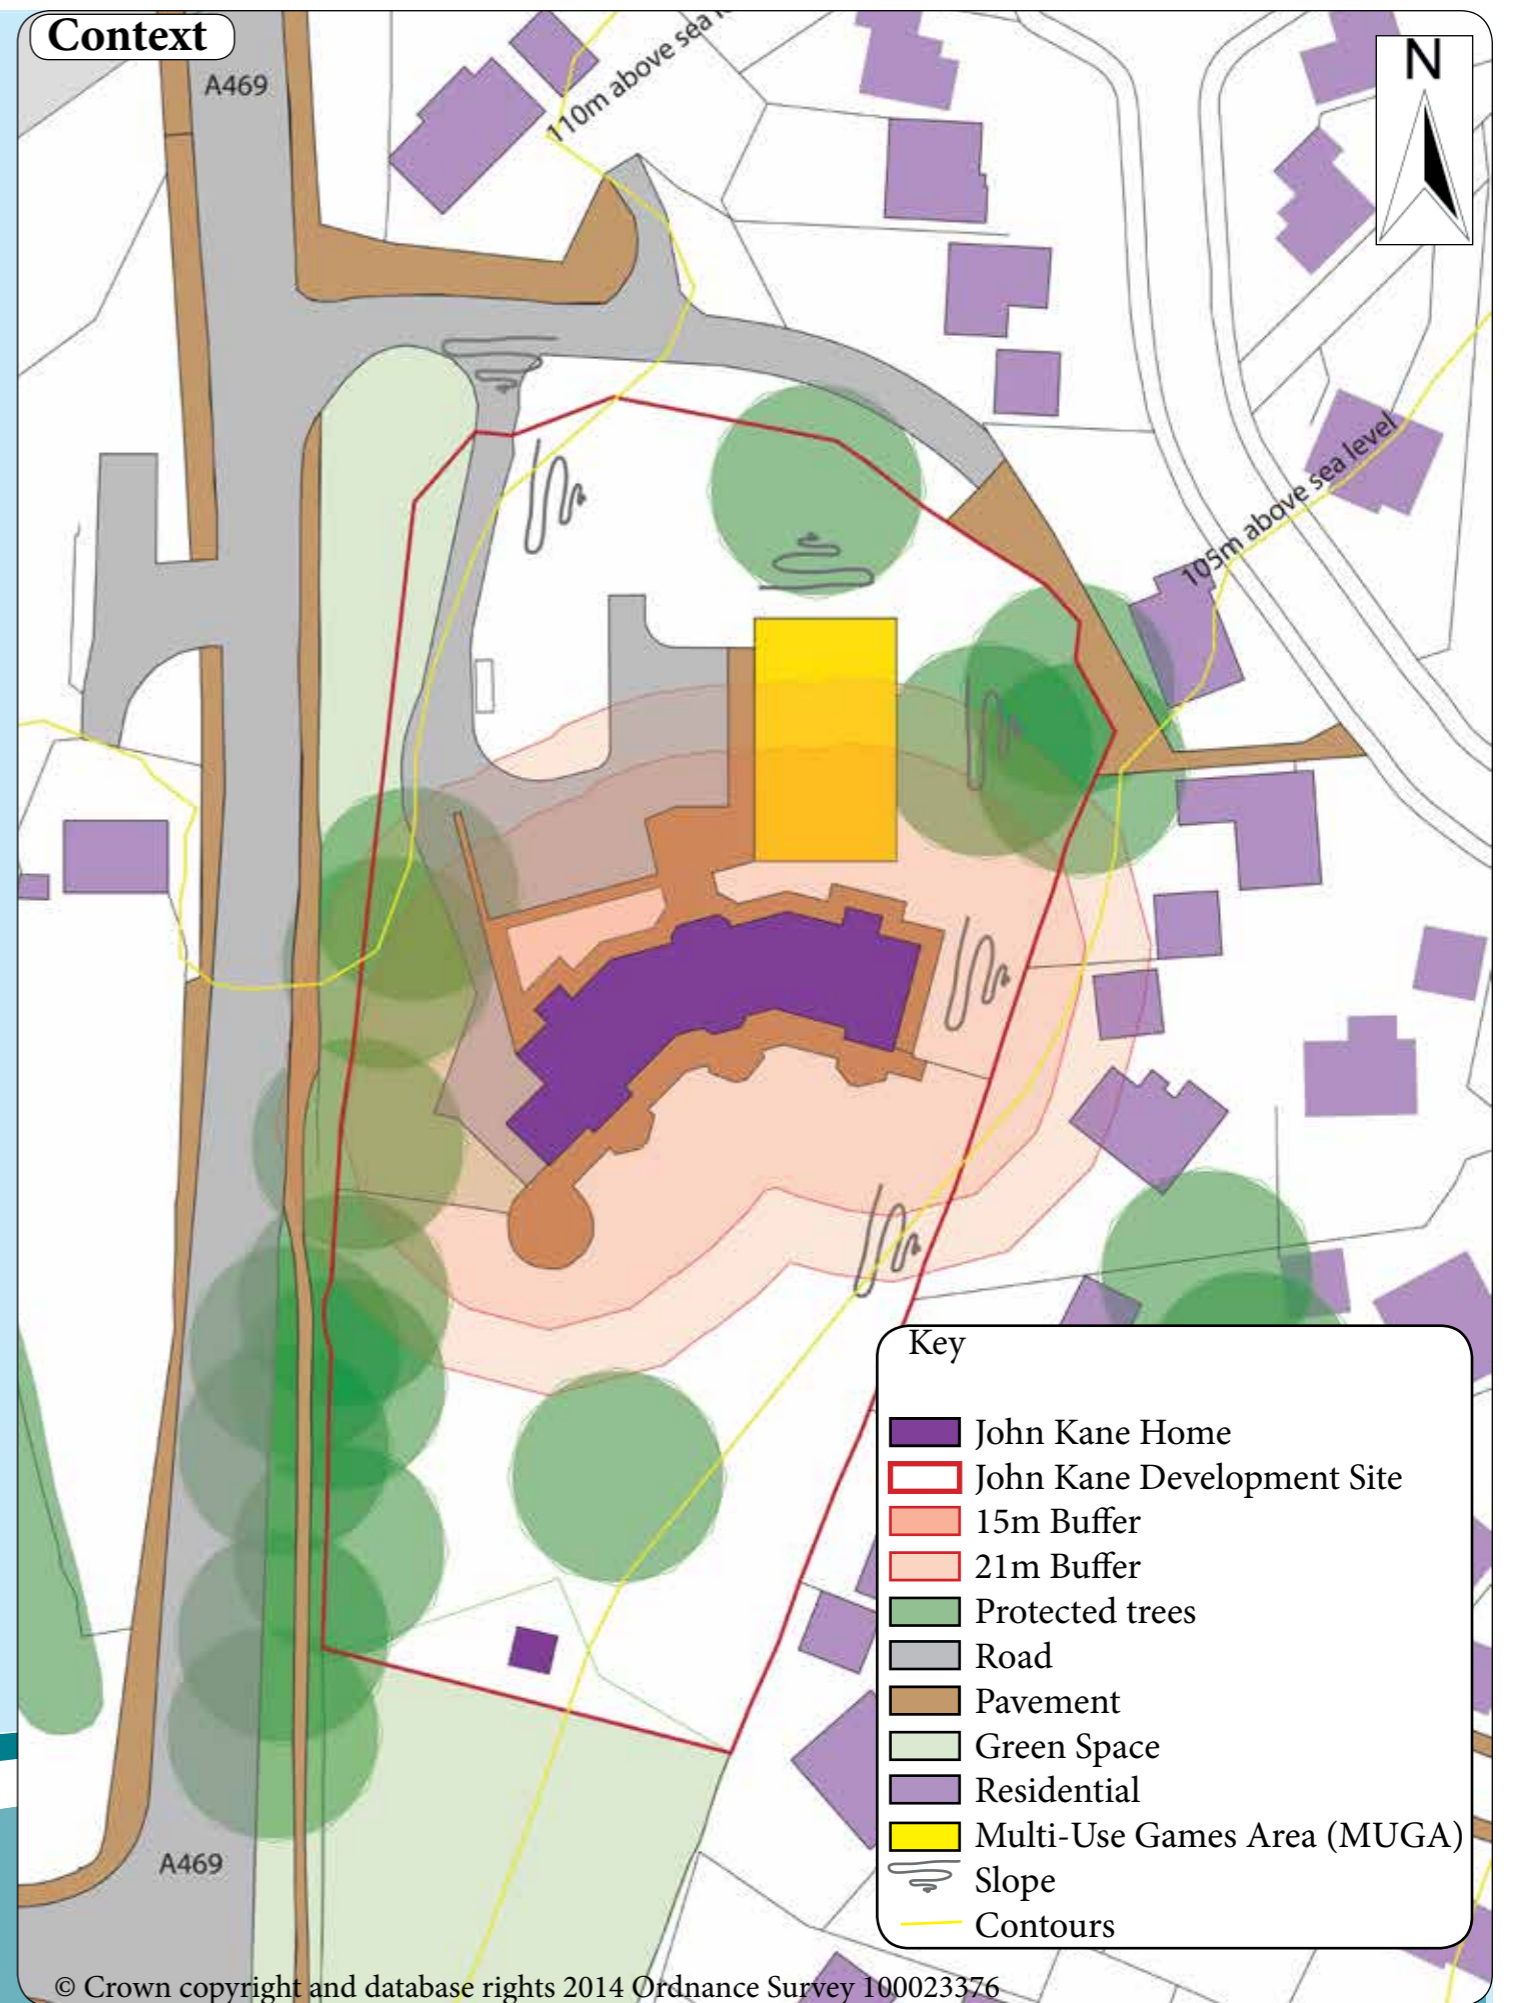 Context
A469
110m above sea
N
105m above sea level
Key
John Kane Home
John Kane Development Site
15m Buffer
21m Buffer
Protected trees
Road
Pavement
Green Space
Residential
Multi-Use Games Area (MUGA)
Slope
Contours
A469
© Crown copyright and database rights 2014 Ordnance Survey 100023376